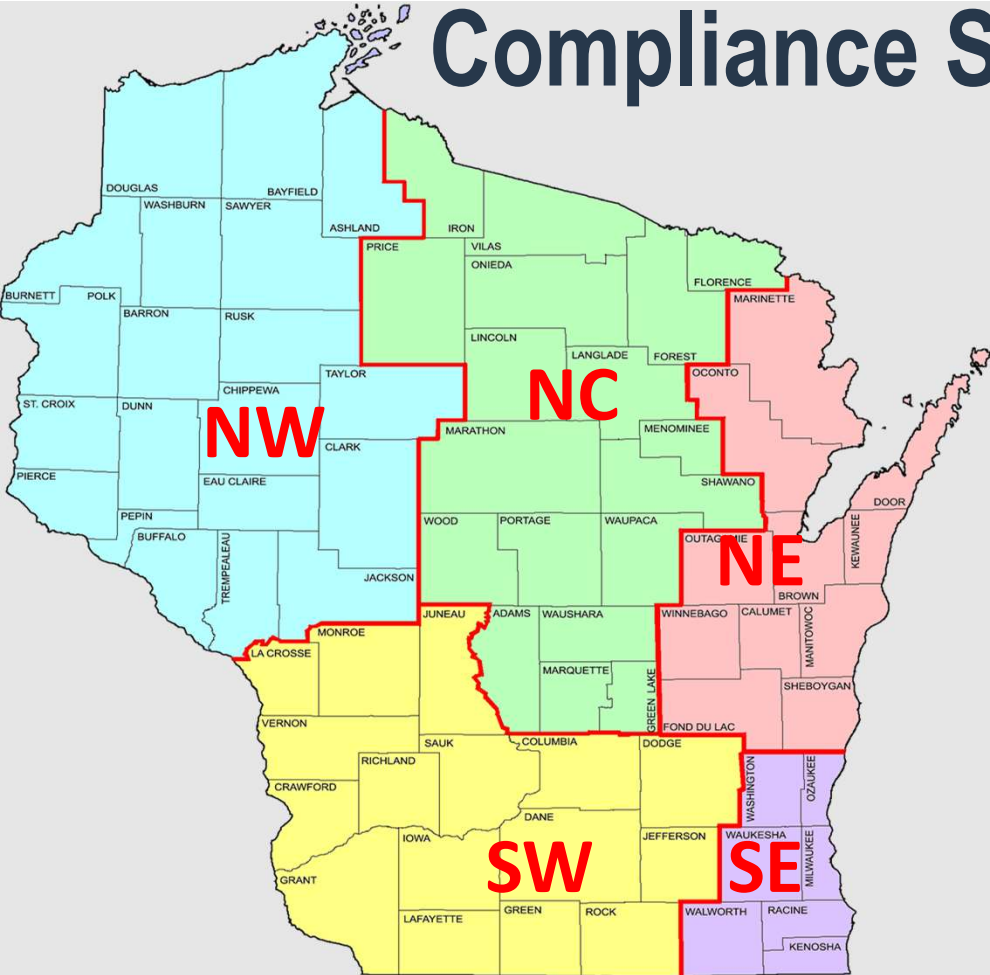 Compliance S
DOUGLAS
BAYFIELD
WASHBURN
SAWYER
ASHLAND
IRON
PRICE
VILAS
ONIEDA
FLORENCE
BURNETT
POLK
MARINETTE
BARRON
RUSK
LINCOLN
LANGLADE
FOREST
TAYLOR
OCONTO
CHIPPEWA
NC
ST. CROIX
DUNN
NW
MARATHON
MENOMINEE
CLARK
PIERCE
EAU CLAIRE
SHAWANO
DOOR
PEPIN
WOOD
PORTAGE
WAUPACA
BUFFALO
TREMPEALEAU
OUTAGAMIE
KEWAUNEE
NE
JACKSON
BROWN
JUNEAU
ADAMS
WAUSHARA
WINNEBAGO
CALUMET
MANITOWOC
MONROE
LA CROSSE
MARQUETTE
GREEN LAKE
SHEBOYGAN
VERNON
FOND DU LAC
SAUK
COLUMBIA
DODGE
RICHLAND
WASHINGTON
OZAUKEE
CRAWFORD
DANE
IOWA
JEFFERSON
WAUKESHA
MILWAUKEE
SW
SE
GRANT
LAFAYETTE
GREEN
ROCK
WALWORTH
RACINE
KENOSHA